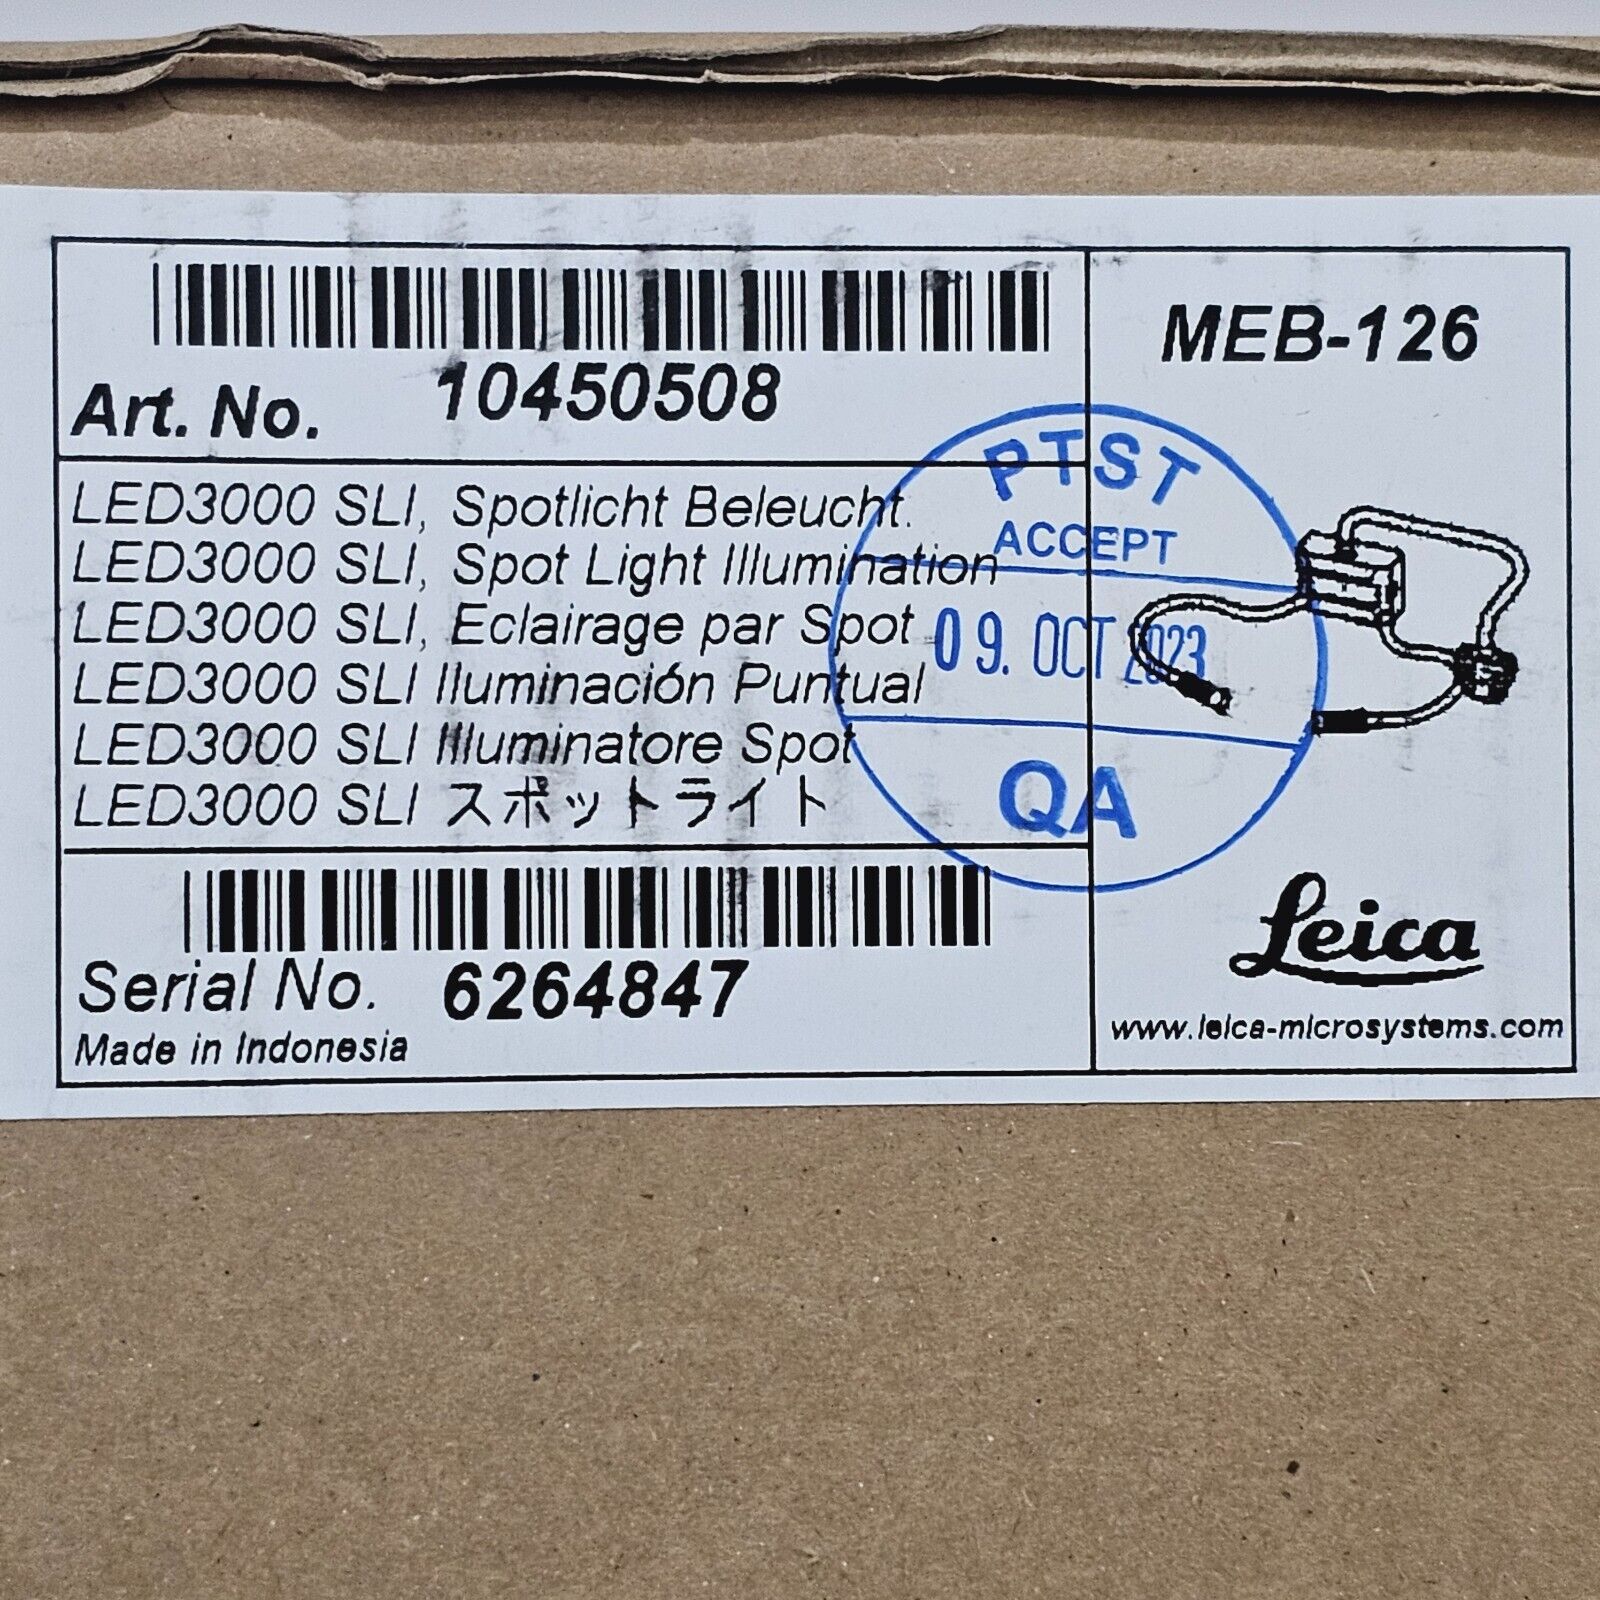 10450508
Art. No.
MEB-126
LED3000 SLI, Spotlicht Beleucht.
LED3000 SLI, Spot Light Illumination
LED3000 SLI, Eclairage par Spot
LED3000 SLI Iluminación Puntual
LED3000 SLI Illuminatore Spot
LED3000 SLI スポットライト
PTST
ACCEPT
09. OCT 2023
QA
Serial No. 6264847
Made in Indonesia
Leica
www.leica-microsystems.com